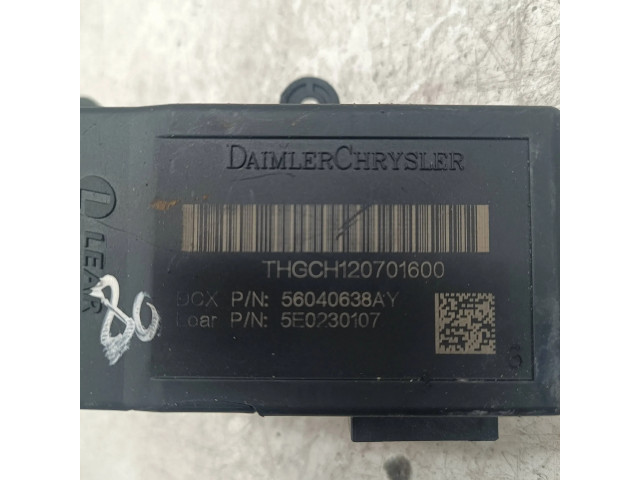 DAIMLERCHRYSLER
THGCH120701600
DCX P/N: 56040638AY
Lear P/N: 5E0230107
LEAR